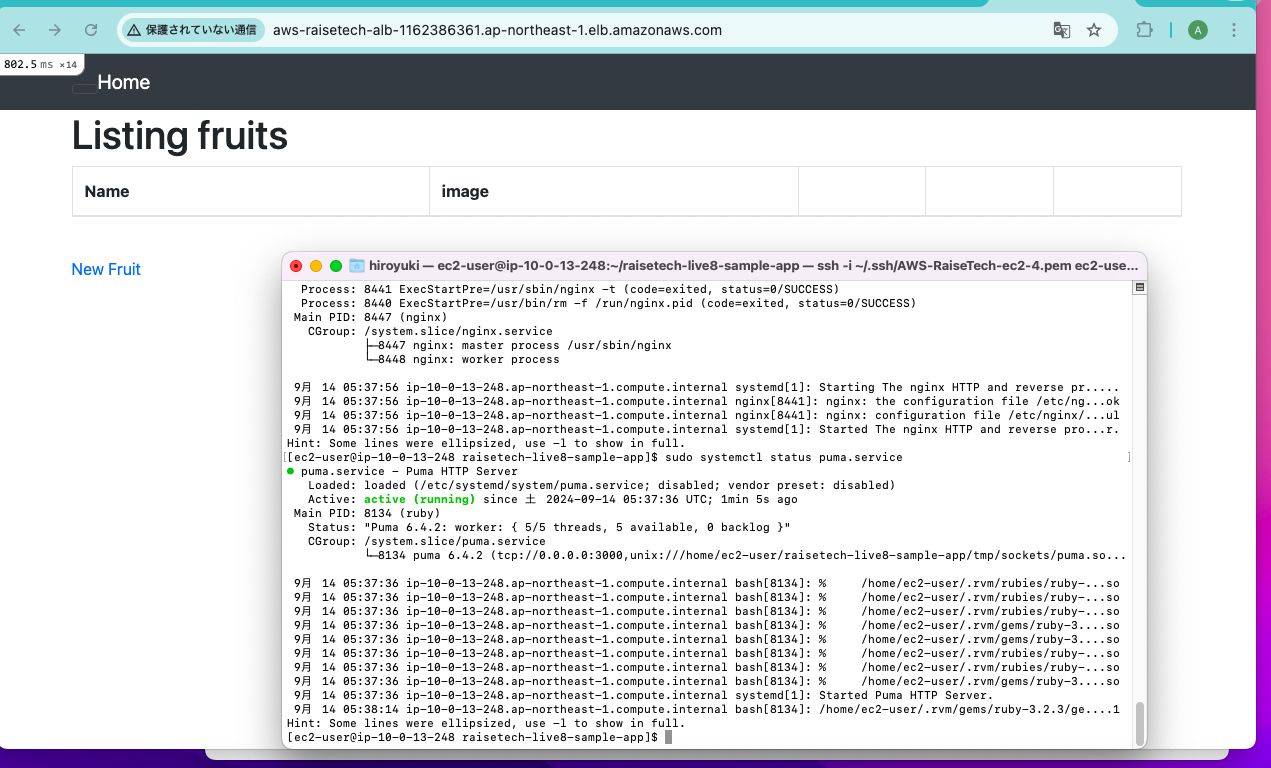 保護されていない通信 aws-raisetech-alb-1162386361.ap-northeast-1.elb.amazonaws.com A
802.5 ms ×14
Home
Listing fruits
Name image
New Fruit
hiroyuki — ec2-user@ip-10-0-13-248:~/raisetech-live8-sample-app — ssh -i ~/.ssh/AWS-RaiseTech-ec2-4.pem ec2-use...
Process: 8441 ExecStartPre=/usr/sbin/nginx -t (code=exited, status=0/SUCCESS)
Process: 8440 ExecStartPre=/usr/bin/rm -f /run/nginx.pid (code=exited, status=0/SUCCESS)
Main PID: 8447 (nginx)
CGroup: /system.slice/nginx.service
├─8447 nginx: master process /usr/sbin/nginx
└─8448 nginx: worker process
9月 14 05:37:56 ip-10-0-13-248.ap-northeast-1.compute.internal systemd[1]: Starting The nginx HTTP and reverse pr.....
9月 14 05:37:56 ip-10-0-13-248.ap-northeast-1.compute.internal nginx[8441]: nginx: the configuration file /etc/ng...ok
9月 14 05:37:56 ip-10-0-13-248.ap-northeast-1.compute.internal nginx[8441]: nginx: configuration file /etc/nginx/...ul
9月 14 05:37:56 ip-10-0-13-248.ap-northeast-1.compute.internal systemd[1]: Started The nginx HTTP and reverse pro...r.
Hint: Some lines were ellipsized, use -l to show in full.
[[ec2-user@ip-10-0-13-248 raisetech-live8-sample-app]$ sudo systemctl status puma.service ]
● puma.service - Puma HTTP Server
Loaded: loaded (/etc/systemd/system/puma.service; disabled; vendor preset: disabled)
Active: active (running) since 土 2024-09-14 05:37:36 UTC; 1min 5s ago
Main PID: 8134 (ruby)
Status: "Puma 6.4.2: worker: { 5/5 threads, 5 available, 0 backlog }"
CGroup: /system.slice/puma.service
└─8134 puma 6.4.2 (tcp://0.0.0.0:3000,unix:///home/ec2-user/raisetech-live8-sample-app/tmp/sockets/puma.so...
9月 14 05:37:36 ip-10-0-13-248.ap-northeast-1.compute.internal bash[8134]: % /home/ec2-user/.rvm/rubies/ruby-...so
9月 14 05:37:36 ip-10-0-13-248.ap-northeast-1.compute.internal bash[8134]: % /home/ec2-user/.rvm/rubies/ruby-...so
9月 14 05:37:36 ip-10-0-13-248.ap-northeast-1.compute.internal bash[8134]: % /home/ec2-user/.rvm/rubies/ruby-...so
9月 14 05:37:36 ip-10-0-13-248.ap-northeast-1.compute.internal bash[8134]: % /home/ec2-user/.rvm/gems/ruby-3....so
9月 14 05:37:36 ip-10-0-13-248.ap-northeast-1.compute.internal bash[8134]: % /home/ec2-user/.rvm/gems/ruby-3....so
9月 14 05:37:36 ip-10-0-13-248.ap-northeast-1.compute.internal bash[8134]: % /home/ec2-user/.rvm/rubies/ruby-...so
9月 14 05:37:36 ip-10-0-13-248.ap-northeast-1.compute.internal bash[8134]: % /home/ec2-user/.rvm/rubies/ruby-...so
9月 14 05:37:36 ip-10-0-13-248.ap-northeast-1.compute.internal bash[8134]: % /home/ec2-user/.rvm/gems/ruby-3....so
9月 14 05:37:36 ip-10-0-13-248.ap-northeast-1.compute.internal systemd[1]: Started Puma HTTP Server.
9月 14 05:38:14 ip-10-0-13-248.ap-northeast-1.compute.internal bash[8134]: /home/ec2-user/.rvm/gems/ruby-3.2.3/ge....1
Hint: Some lines were ellipsized, use -l to show in full.
[ec2-user@ip-10-0-13-248 raisetech-live8-sample-app]$